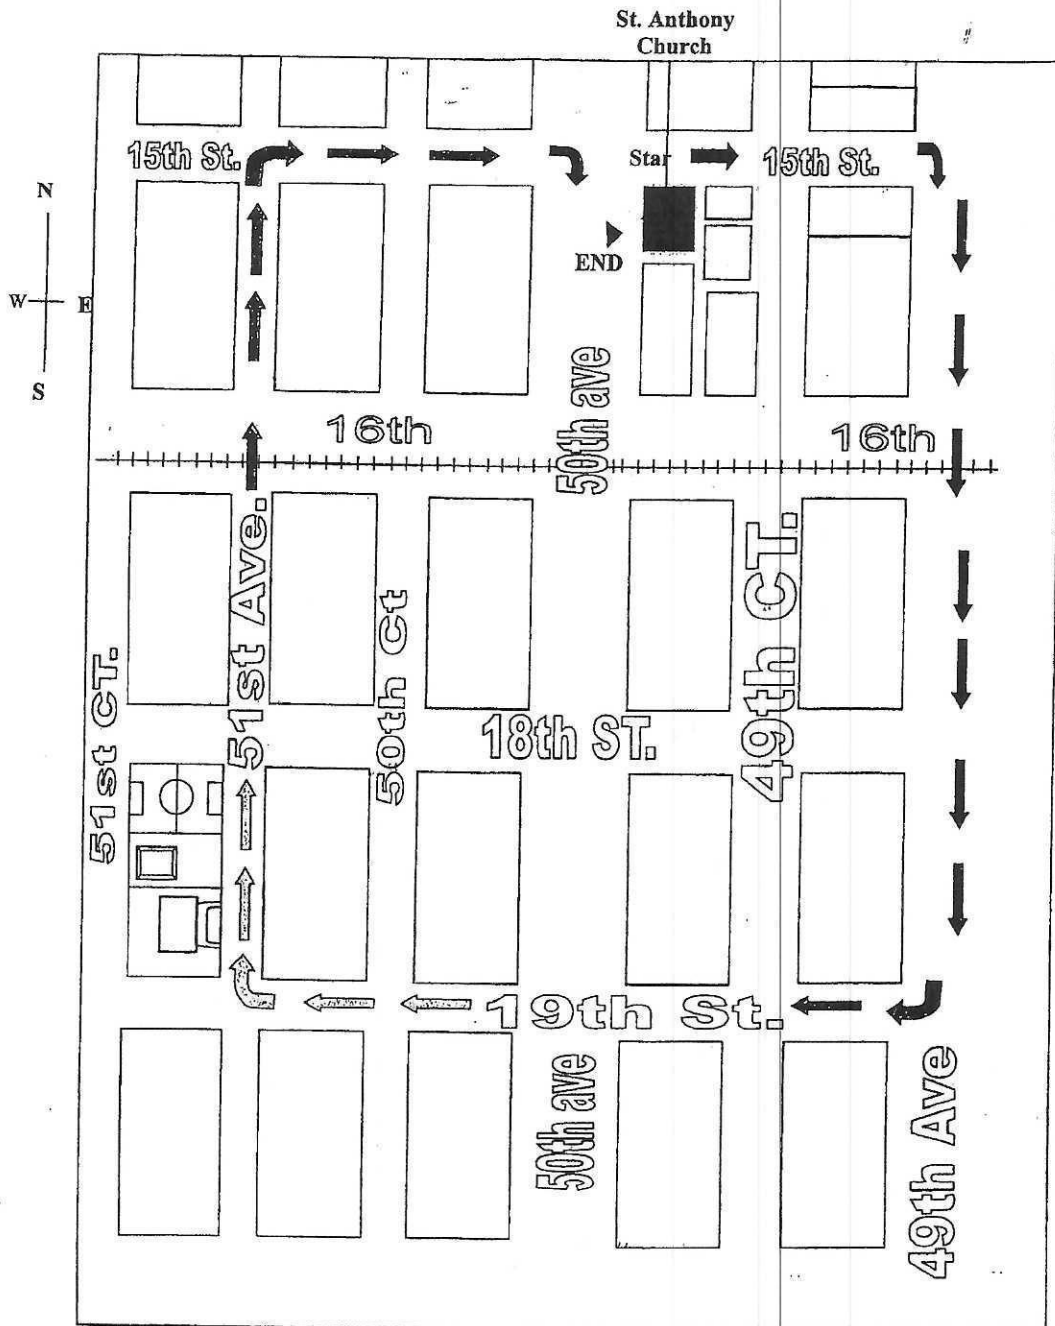 St. Anthony
Church
15th St.
Star
15th St.
N
W
E
S
END
50th ave
16th
16th
51st Ave.
50th Ct
49th CT.
51st CT.
18th ST.
19th St.
50th ave
49th Ave